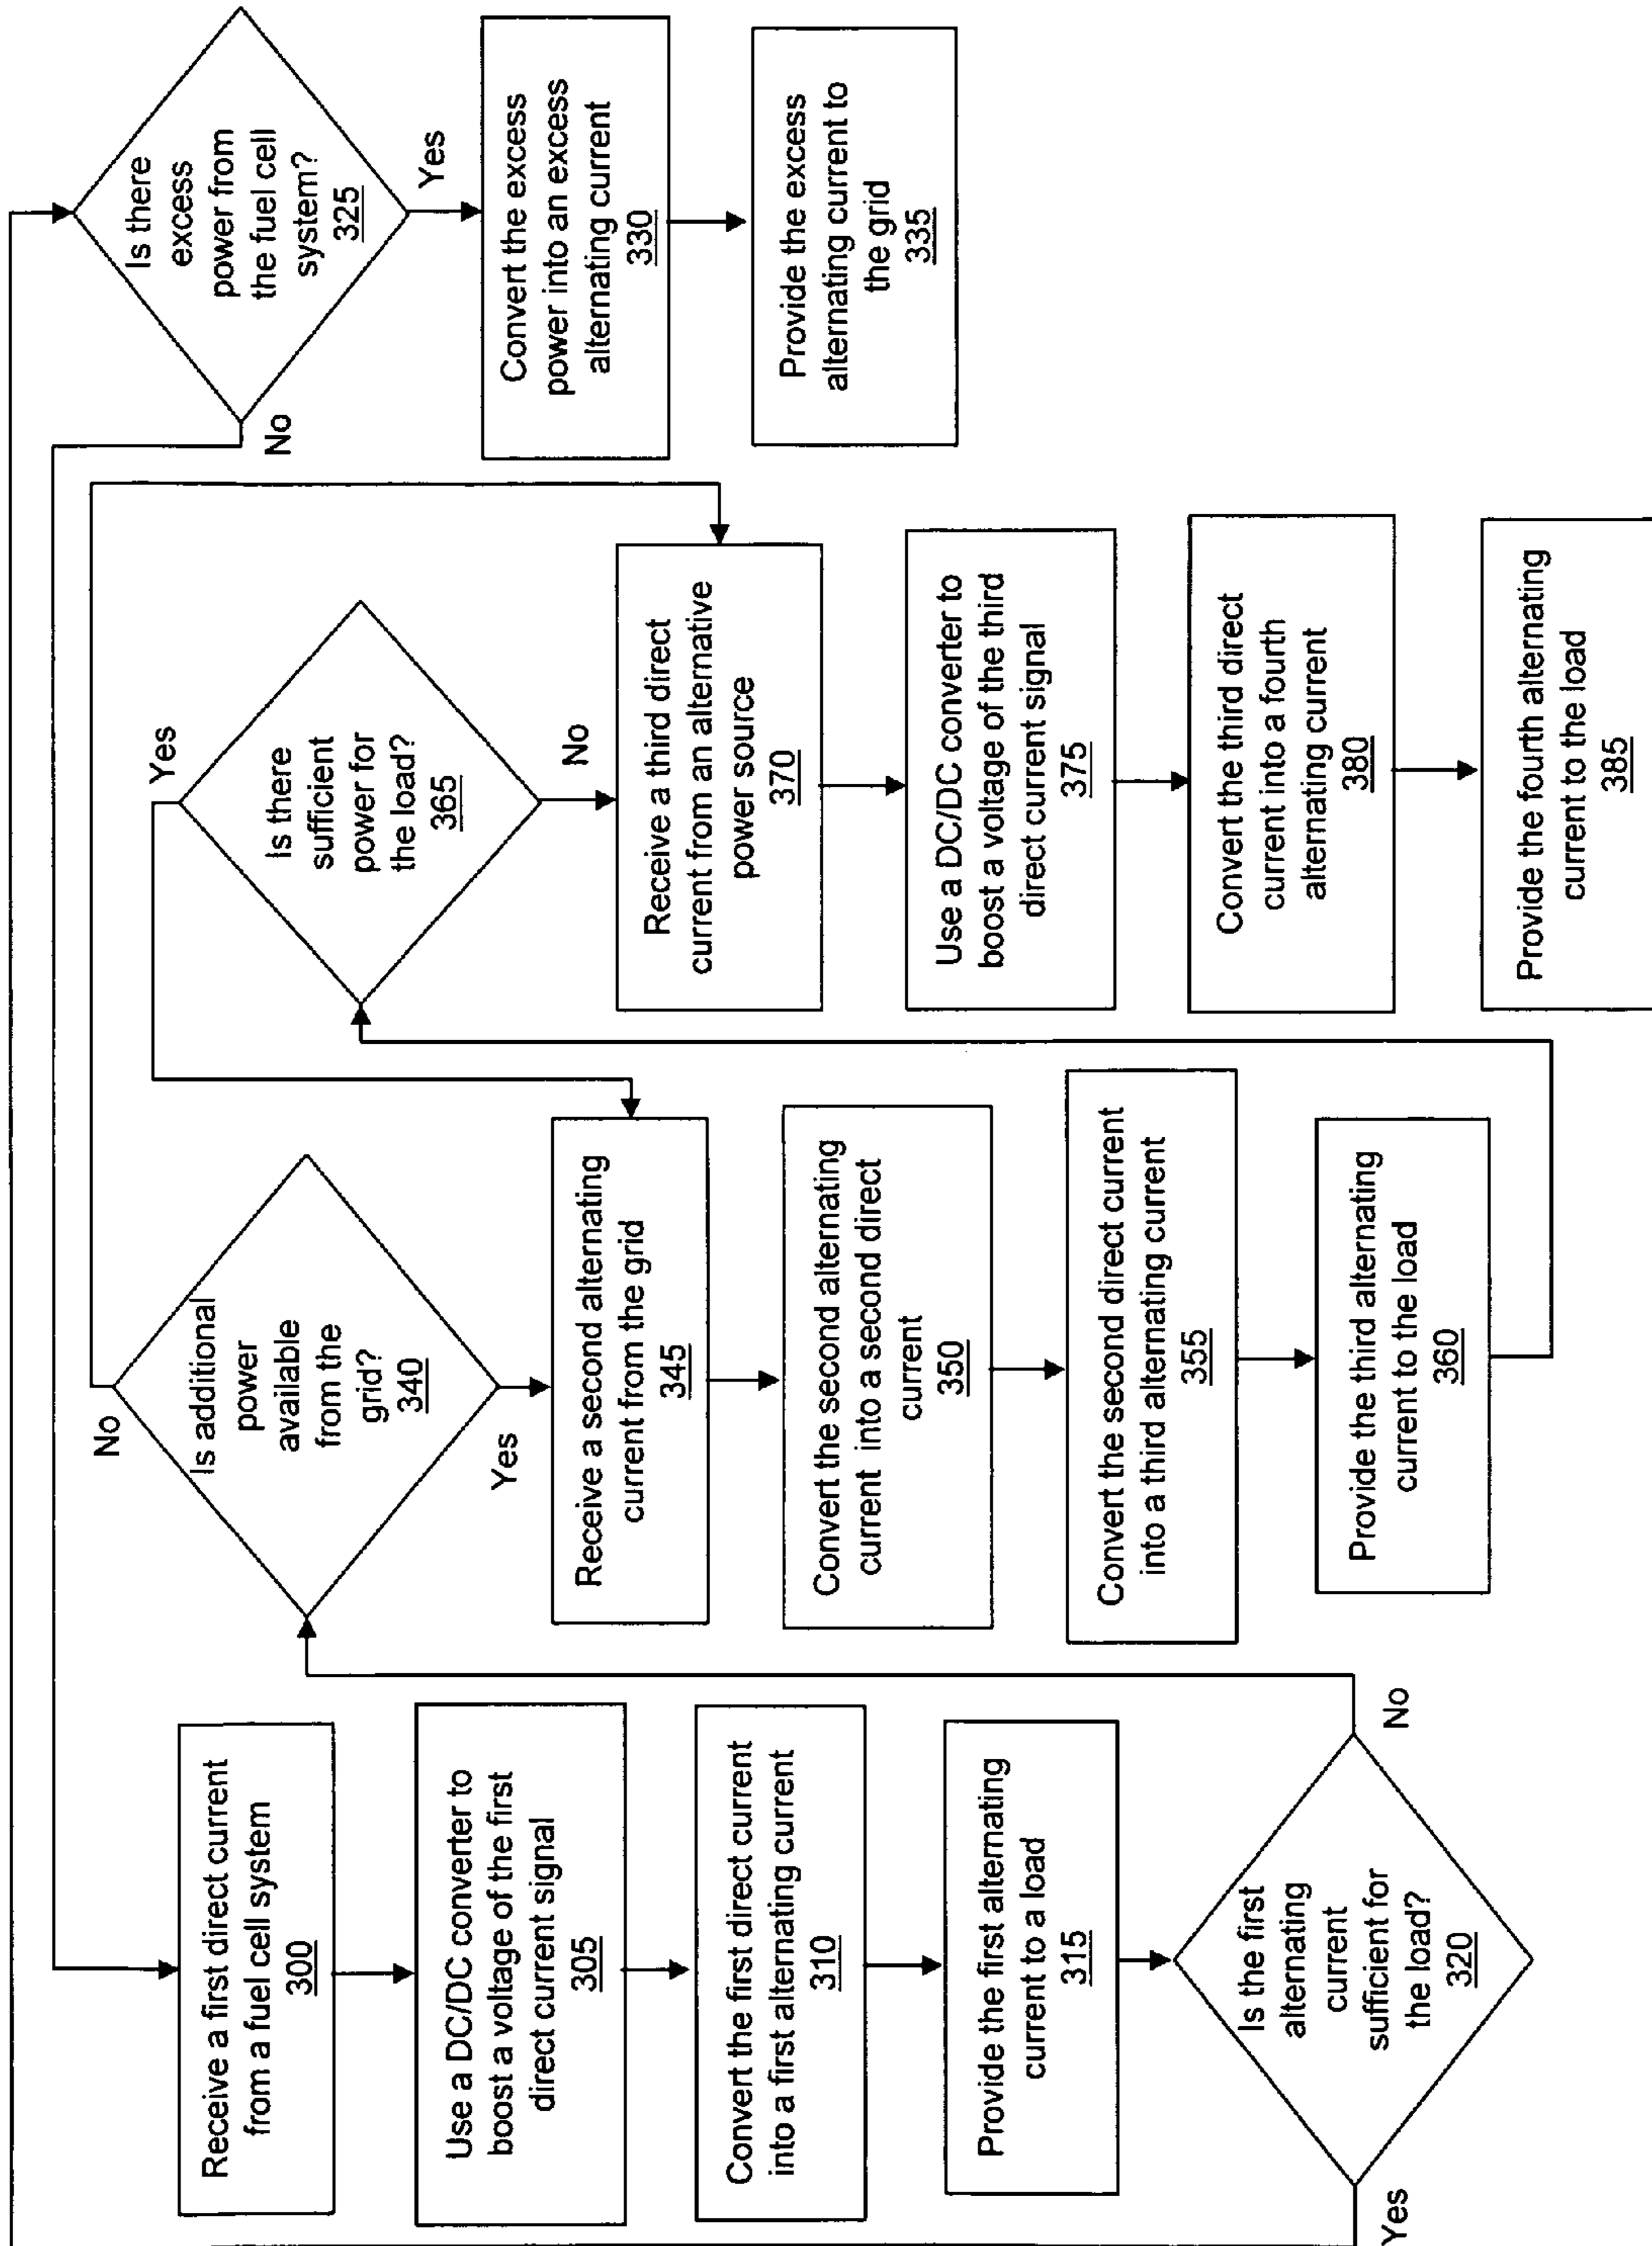 Receive a first direct current
from a fuel cell system
300
Use a DC/DC converter to
boost a voltage of the first
direct current signal
305
Convert the first direct current
into a first alternating current
310
Provide the first alternating
current to a load
315
Is the first
alternating
current
sufficient for
the load?
320
Yes
No
Is additional
power
available
from the
grid?
340
No
Yes
Receive a second alternating
current from the grid
345
Convert the second alternating
current into a second direct
current
350
Convert the second direct current
into a third alternating current
355
Provide the third alternating
current to the load
360
Is there
sufficient
power for
the load?
365
Yes
No
Receive a third direct
current from an alternative
power source
370
Use a DC/DC converter to
boost a voltage of the third
direct current signal
375
Convert the third direct
current into a fourth
alternating current
380
Provide the fourth alternating
current to the load
385
Is there
excess
power from
the fuel cell
system?
325
No
Yes
Convert the excess
power into an excess
alternating current
330
Provide the excess
alternating current to
the grid
335